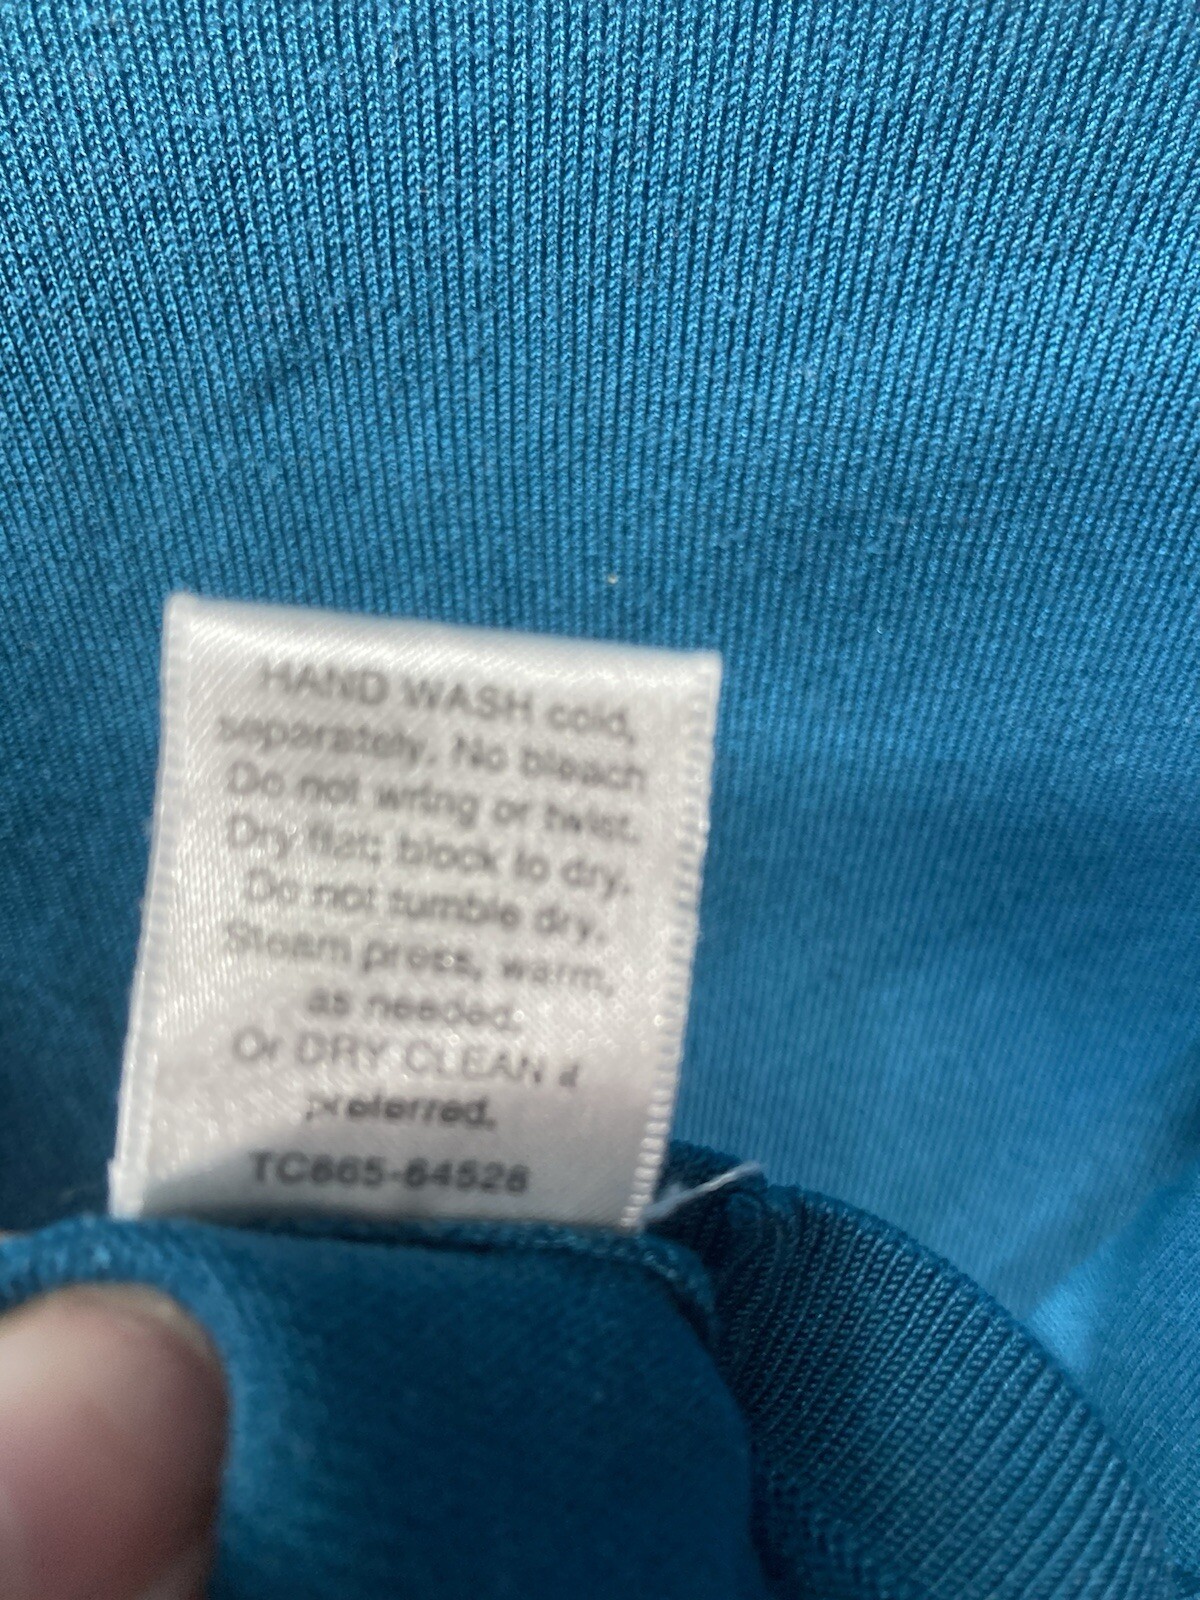 HAND WASH cold,
separately. No bleach
Do not wring or twist.
Dry flat; block to dry.
Do not tumble dry.
Steam press, warm,
as needed.
Or DRY CLEAN if
preferred.
TC665-64528